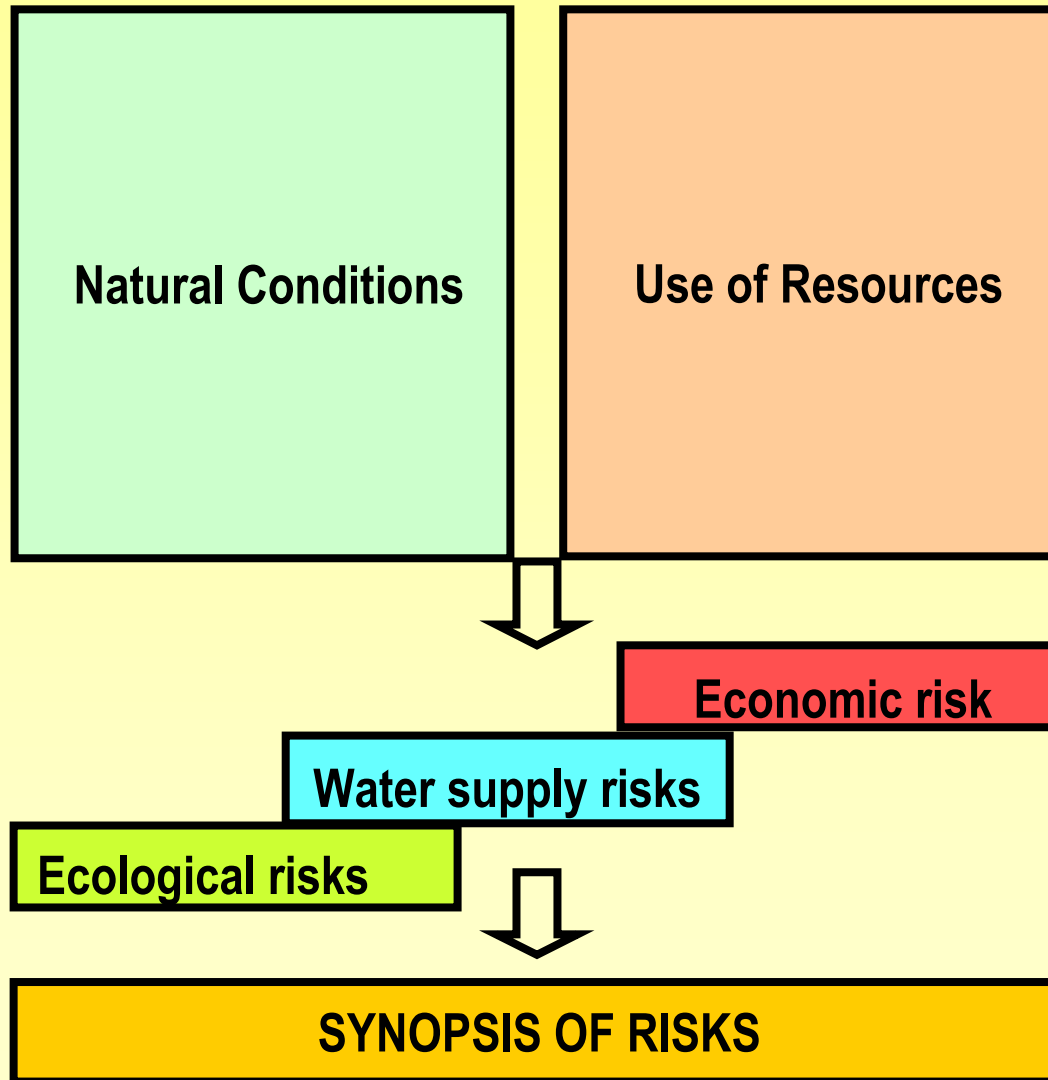 Natural Conditions
Use of Resources
Economic risk
Water supply risks
Ecological risks
SYNOPSIS OF RISKS